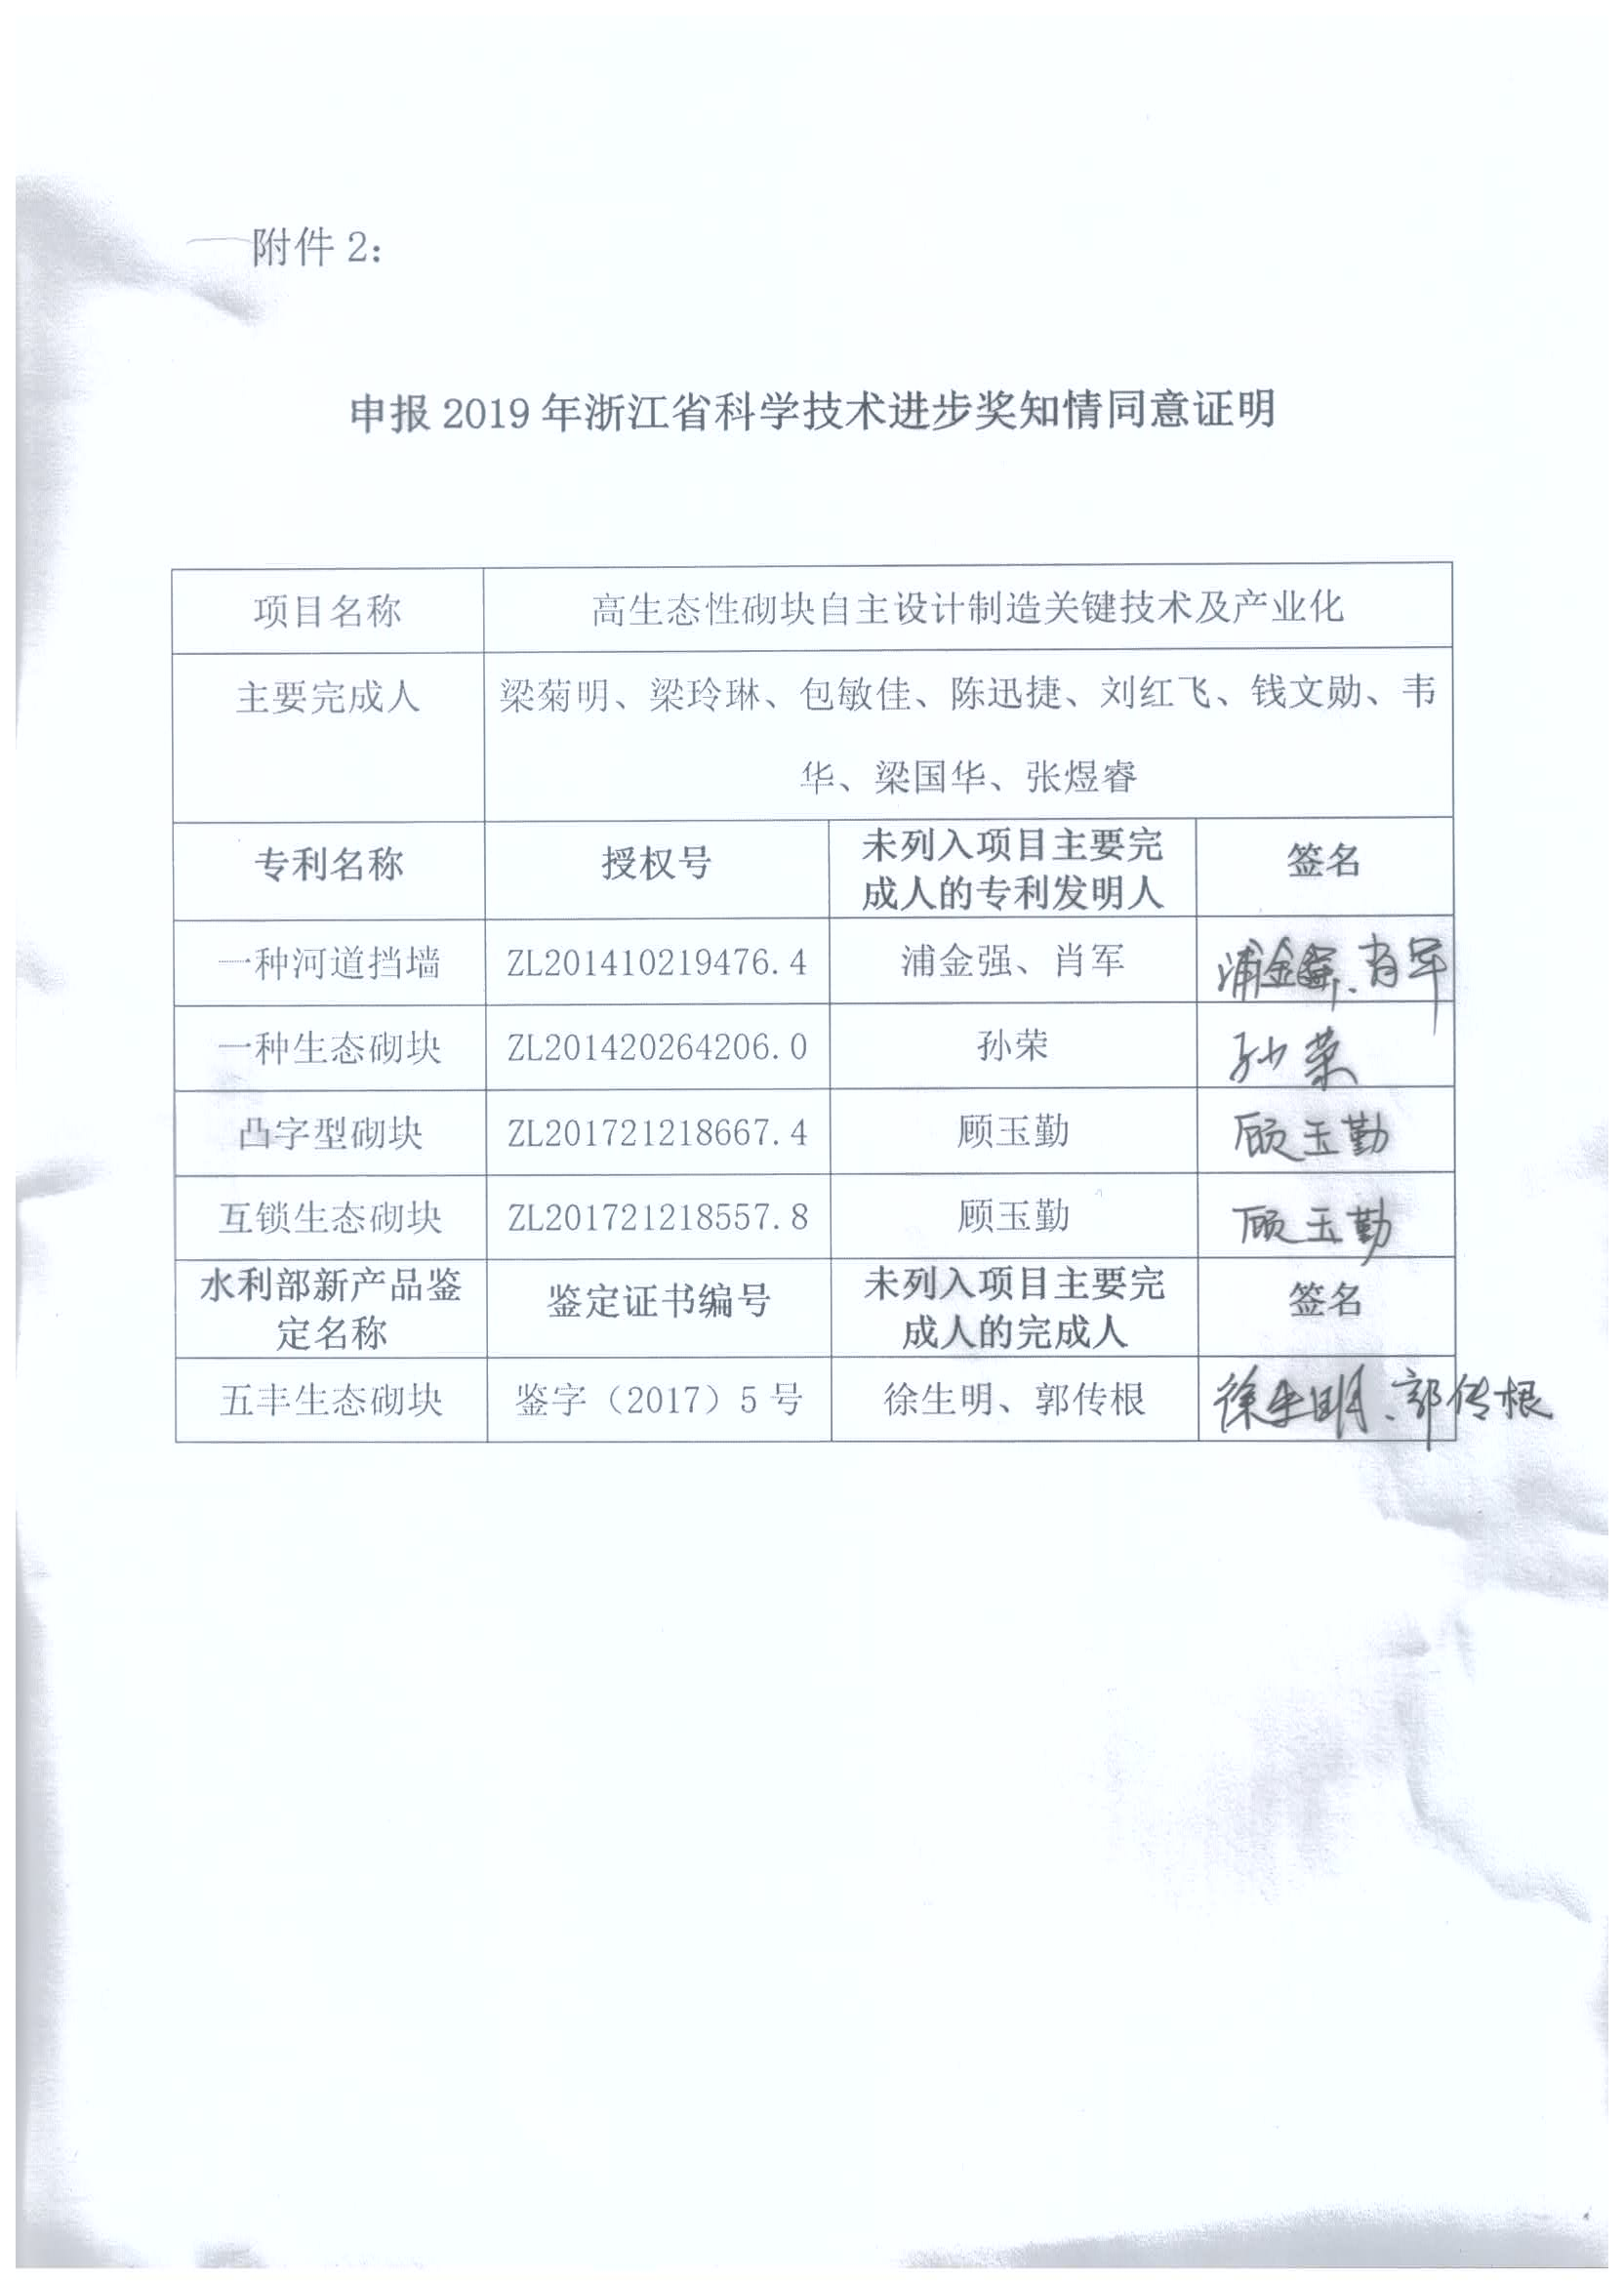 附件 2：
申报 2019 年浙江省科学技术进步奖知情同意证明
项目名称 高生态性砌块自主设计制造关键技术及产业化
主要完成人 梁菊明、梁玲琳、包敏佳、陈迅捷、刘红飞、钱文勋、韦
华、梁国华、张煜睿
专利名称 授权号 未列入项目主要完
成人的专利发明人 签名
一种河道挡墙 ZL201410219476.4 浦金强、肖军 浦金强、肖军
一种生态砌块 ZL201420264206.0 孙荣 孙荣
凸字型砌块 ZL201721218667.4 顾玉勤 顾玉勤
互锁生态砌块 ZL201721218557.8 顾玉勤 顾玉勤
水利部新产品鉴
定名称 鉴定证书编号 未列入项目主要完
成人的完成人 签名
五丰生态砌块 鉴字（2017）5 号 徐生明、郭传根 徐生明、郭传根